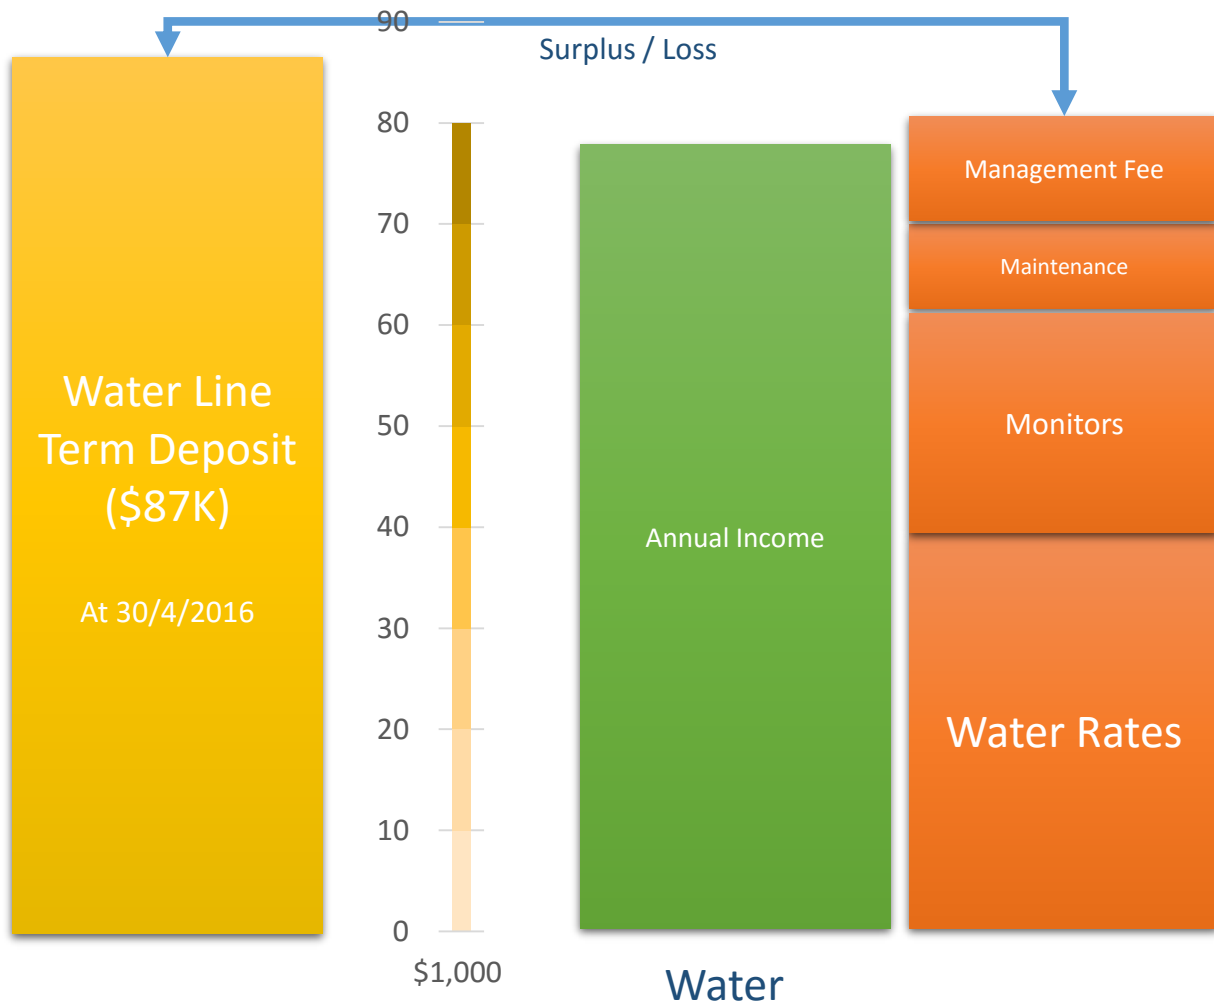 90
Surplus / Loss
80
Management Fee
70
Maintenance
60
Water Line
Term Deposit
($87K)
50
Monitors
40
Annual Income
At 30/4/2016
30
20
Water Rates
10
0
$1,000
Water